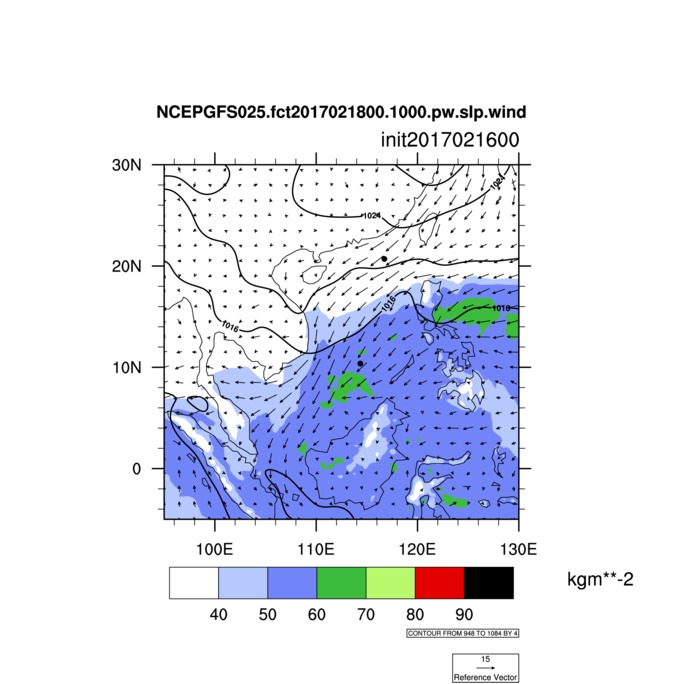 NCEPGFS025.fct2017021800.1000.pw.slp.wind
init2017021600
30N
1024
1024
20N
1016
1016
1016
10N
0
100E 110E 120E 130E
kgm**-2
40 50 60 70 80 90
CONTOUR FROM 948 TO 1084 BY 4
15
Reference Vector